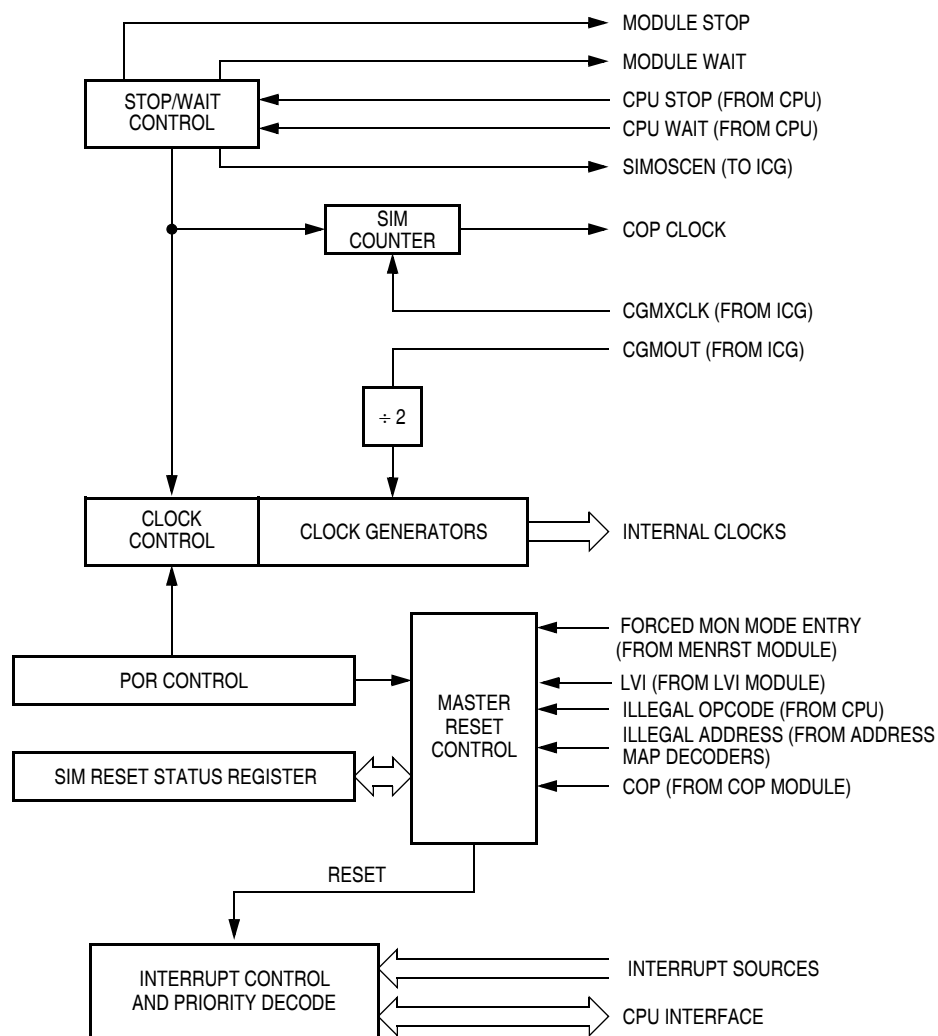 MODULE STOP
MODULE WAIT
STOP/WAIT
CONTROL
CPU STOP (FROM CPU)
CPU WAIT (FROM CPU)
SIMOSCEN (TO ICG)
SIM
COUNTER
COP CLOCK
CGMXCLK (FROM ICG)
CGMOUT (FROM ICG)
÷ 2
CLOCK
CONTROL
CLOCK GENERATORS
INTERNAL CLOCKS
FORCED MON MODE ENTRY
(FROM MENRST MODULE)
POR CONTROL
LVI (FROM LVI MODULE)
MASTER
RESET
CONTROL
ILLEGAL OPCODE (FROM CPU)
ILLEGAL ADDRESS (FROM ADDRESS
MAP DECODERS)
SIM RESET STATUS REGISTER
COP (FROM COP MODULE)
RESET
INTERRUPT CONTROL
AND PRIORITY DECODE
INTERRUPT SOURCES
CPU INTERFACE